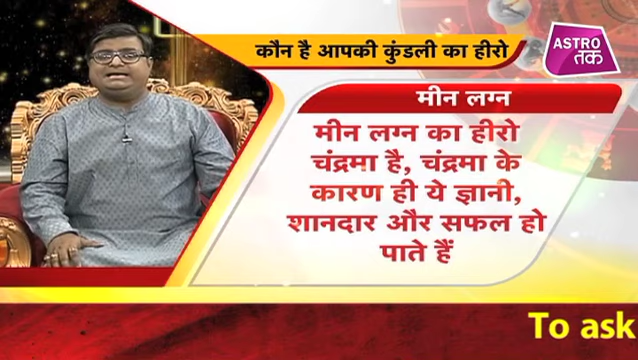 कौन है आपकी कुंडली का हीरो
ASTRO
तक
मीन लग्न
मीन लग्न का हीरो
चंद्रमा है, चंद्रमा के
कारण ही ये ज्ञानी,
शानदार और सफल हो
पाते हैं
To ask